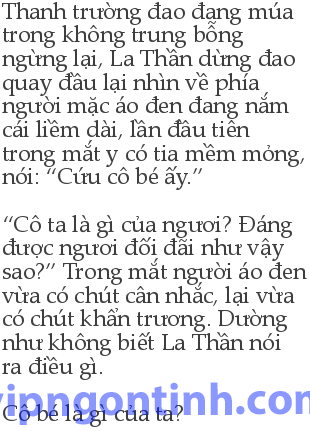 Thanh trường đao đang múa
trong không trung bỗng
ngừng lại, La Thần dừng đao
quay đầu lại nhìn về phía
người mặc áo đen đang nắm
cái liềm dài, lần đầu tiên
trong mắt y có tia mềm mỏng,
nói: “Cứu cô bé ấy.”
“Cô ta là gì của ngươi? Đáng
được ngươi đối đãi như vậy
sao?” Trong mắt người áo đen
vừa có chút cân nhắc, lại vừa
có chút khẩn trương. Dường
như không biết La Thần nói
ra điều gì.
Cô bé là gì của ta?
vipngontinh.com